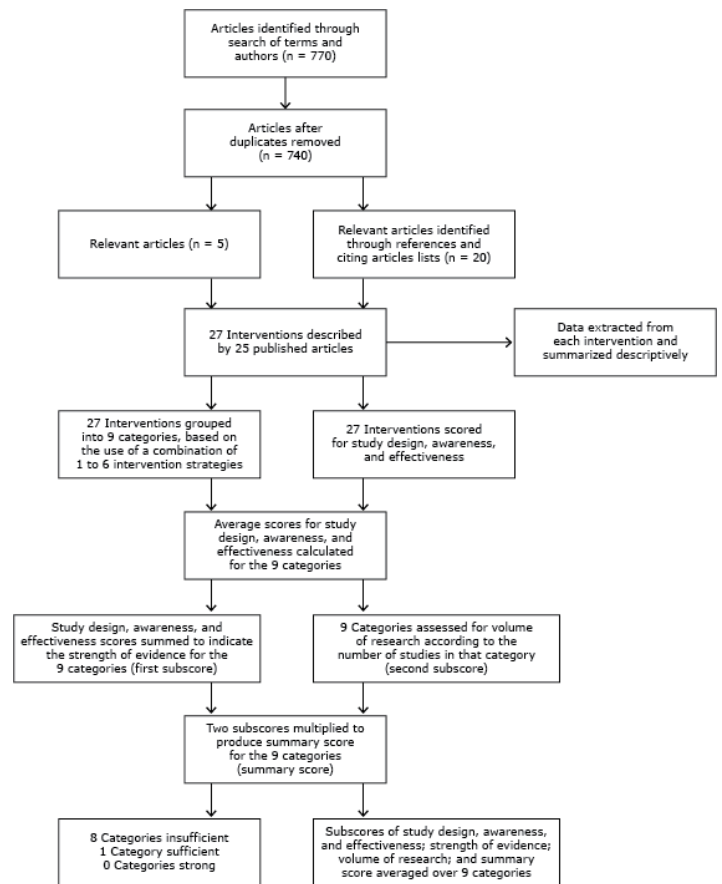 Articles identified through
search of terms and
authors (n = 770)
Articles after
duplicates removed
(n = 740)
Relevant articles (n = 5)
Relevant articles identified
through references and
citing articles lists (n = 20)
27 Interventions described
by 25 published articles
Data extracted from
each intervention and
summarized descriptively
27 Interventions grouped
into 9 categories, based on
the use of a combination of
1 to 6 intervention strategies
27 Interventions scored
for study design, awareness,
and effectiveness
Average scores for study
design, awareness, and
effectiveness calculated
for the 9 categories
Study design, awareness, and
effectiveness scores summed to indicate
the strength of evidence for the
9 categories (first subscore)
9 Categories assessed for volume
of research according to the
number of studies in that category
(second subscore)
Two subscores multiplied to
produce summary score
for the 9 categories
(summary score)
8 Categories insufficient
1 Category sufficient
0 Categories strong
Subscores of study design, awareness,
and effectiveness; strength of evidence;
volume of research; and summary
score averaged over 9 categories